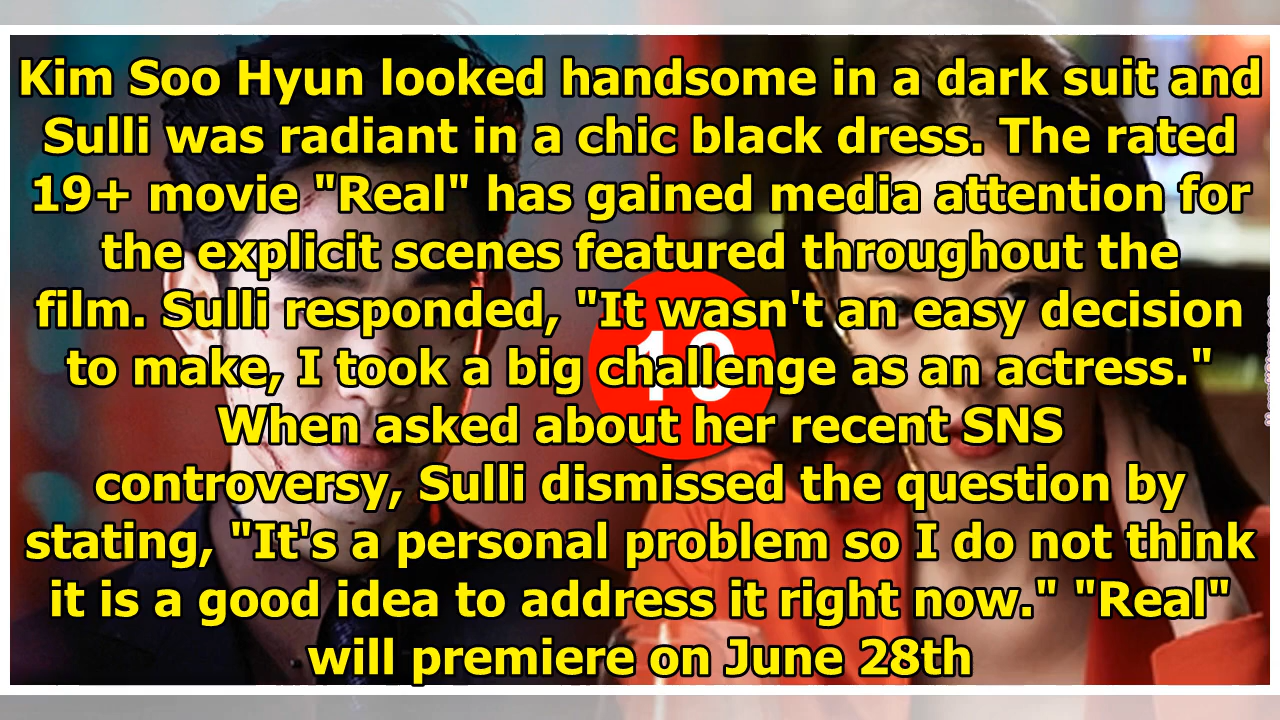 Kim Soo Hyun looked handsome in a dark suit and
Sulli was radiant in a chic black dress. The rated
19+ movie "Real" has gained media attention for
the explicit scenes featured throughout the
film. Sulli responded, "It wasn't an easy decision
to make, I took a big challenge as an actress."
When asked about her recent SNS
controversy, Sulli dismissed the question by
stating, "It's a personal problem so I do not think
it is a good idea to address it right now." "Real"
will premiere on June 28th